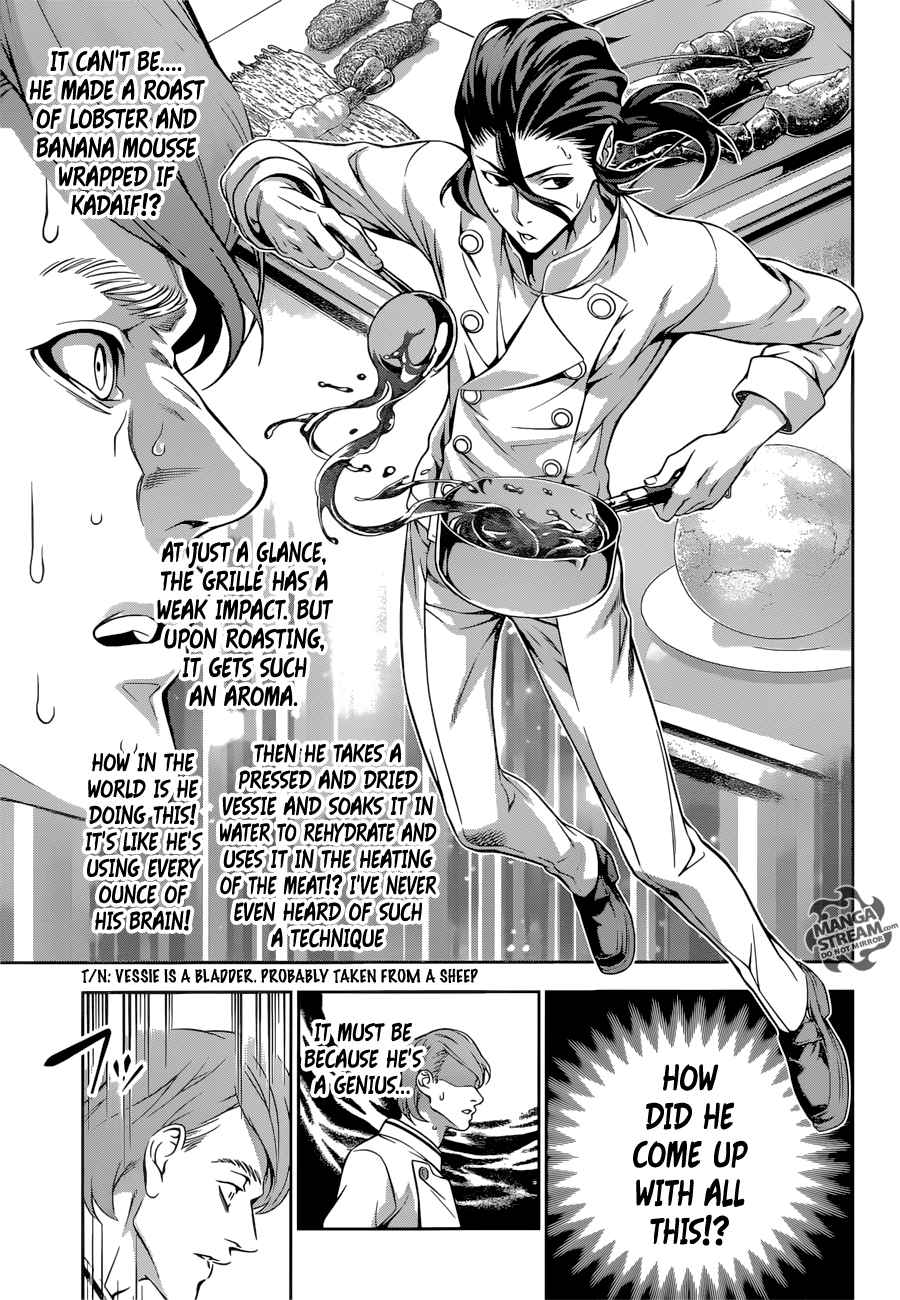 IT CAN'T BE....
HE MADE A ROAST
OF LOBSTER AND
BANANA MOUSSE
WRAPPED IF
KADAIF!?
AT JUST A GLANCE,
THE GRILLÉ HAS A
WEAK IMPACT. BUT
UPON ROASTING,
IT GETS SUCH
AN AROMA.
THEN HE TAKES A
PRESSED AND DRIED
VESSIE AND SOAKS IT IN
WATER TO REHYDRATE AND
USES IT IN THE HEATING
OF THE MEAT!? I'VE NEVER
EVEN HEARD OF SUCH
A TECHNIQUE
HOW IN THE
WORLD IS HE
DOING THIS!
IT'S LIKE HE'S
USING EVERY
OUNCE OF
HIS BRAIN!
MANGA
STREAM.com
DO NOT MIRROR
T/N: VESSIE IS A BLADDER. PROBABLY TAKEN FROM A SHEEP
HOW
DID HE
COME UP
WITH ALL
THIS!?
IT MUST BE
BECAUSE HE'S
A GENIUS...